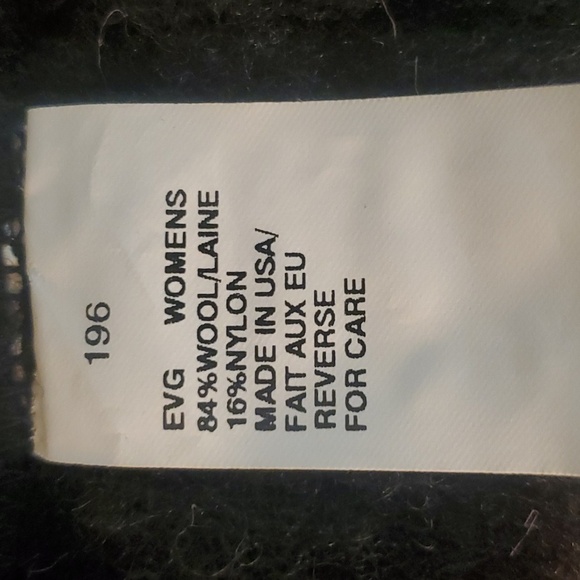 196
EVG WOMENS
84%WOOL/LAINE
16%NYLON
MADE IN USA/
FAIT AUX EU
REVERSE
FOR CARE